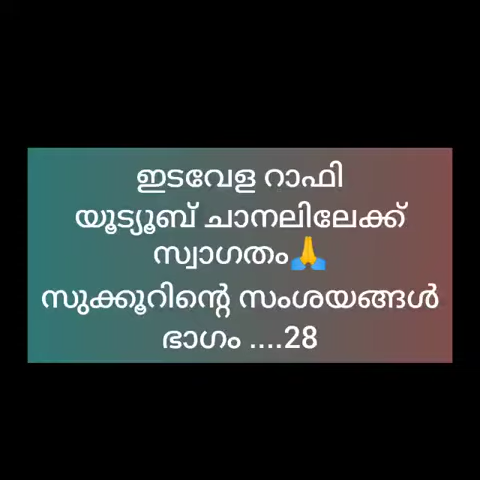 ഇടവേള റാഫി
യൂട്യൂബ് ചാനലിലേക്ക്
സ്വാഗതം🙏
സുക്കൂറിന്റെ സംശയങ്ങൾ
ഭാഗം ....28